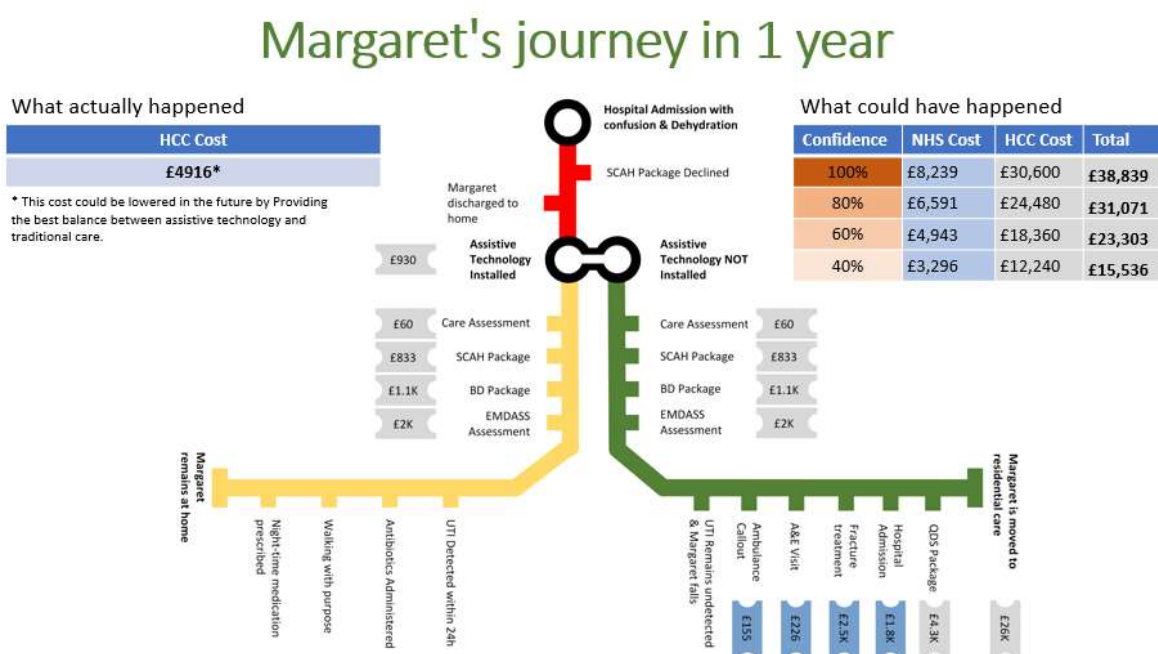 Margaret's journey in 1 year
What actually happened
HCC Cost
£4916*
* This cost could be lowered in the future by Providing
the best balance between assistive technology and
traditional care.
Hospital Admission with
confusion & Dehydration
SCAH Package Declined
Margaret
discharged to
home
What could have happened
Confidence NHS Cost HCC Cost Total
100% £8,239 £30,600 £38,839
80% £6,591 £24,480 £31,071
60% £4,943 £18,360 £23,303
40% £3,296 £12,240 £15,536
£930
Assistive
Technology
Installed
Assistive
Technology NOT
Installed
£60 Care Assessment
£833 SCAH Package
£1.1K BD Package
£2K EMDASS
Assessment
Care Assessment £60
SCAH Package £833
BD Package £1.1K
EMDASS
Assessment £2K
Margaret
remains at home
Night-time medication
prescribed
Walking with purpose
Antibiotics Administered
UTI Detected within 24h
UTI Remains undetected
& Margaret falls
Ambulance
Callout
£155
A&E Visit
£226
Fracture
treatment
£2.5K
Hospital
Admission
£1.8K
QDS Package
£4.3K
Margaret is moved to
residential care
£26K